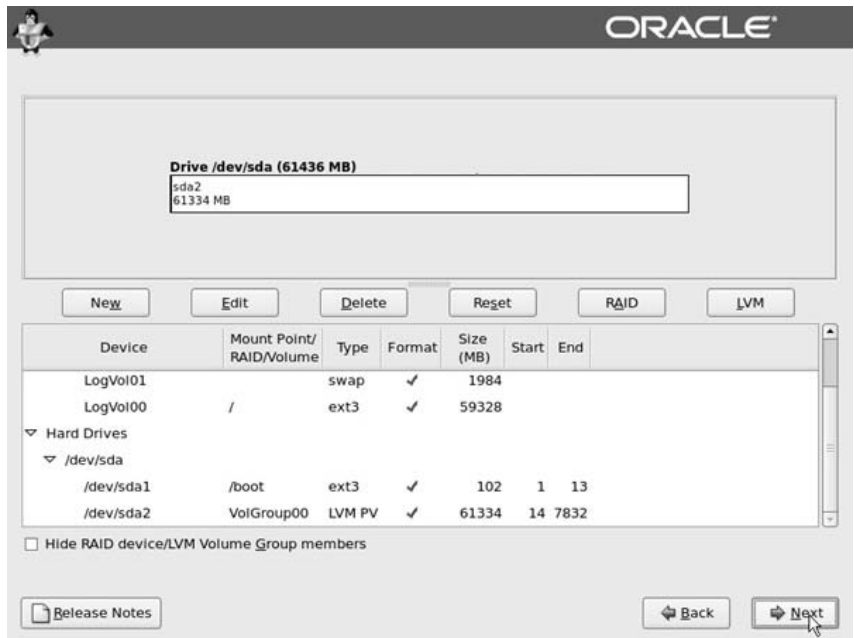 ORACLE
Drive /dev/sda (61436 MB)
sda2
61334 MB
New Edit Delete Reset RAID LVM
Device Mount Point/ RAID/Volume Type Format Size (MB) Start End
LogVol01 swap 1984
LogVol00 / ext3 59328
Hard Drives
/dev/sda
/dev/sda1 /boot ext3 102 1 13
/dev/sda2 VolGroup00 LVM PV 61334 14 7832
Hide RAID device/LVM Volume Group members
Release Notes Back Next